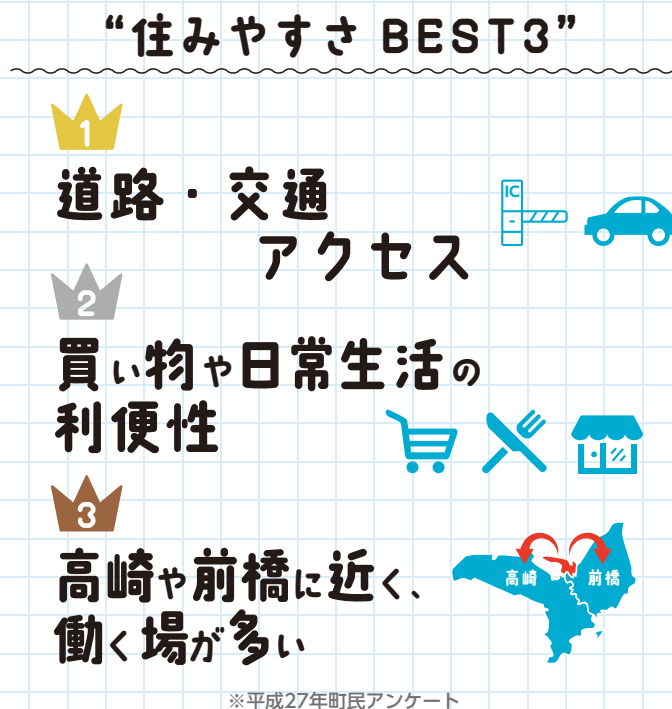 “住みやすさ BEST3”
1
道路・交通
アクセス
IC
2
買い物や日常生活の
利便性
3
高崎や前橋に近く、
働く場が多い
高崎
前橋
※平成27年町民アンケート